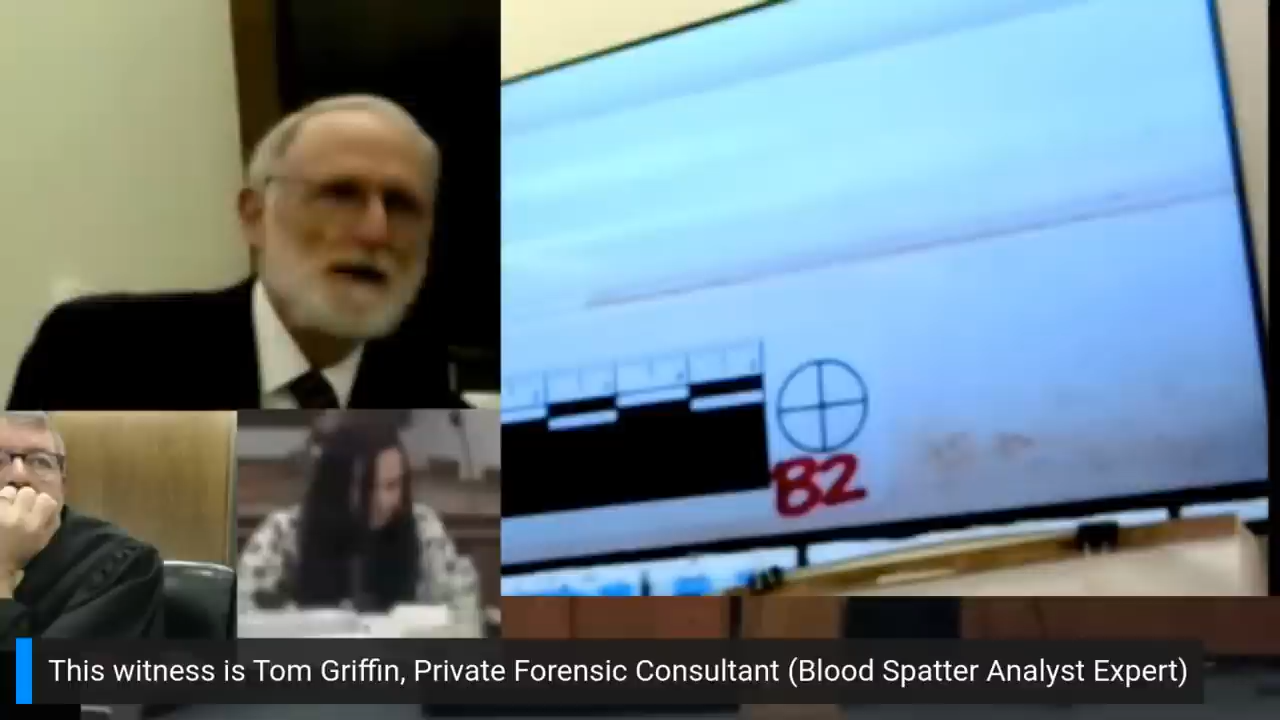 B2
This witness is Tom Griffin, Private Forensic Consultant (Blood Spatter Analyst Expert)